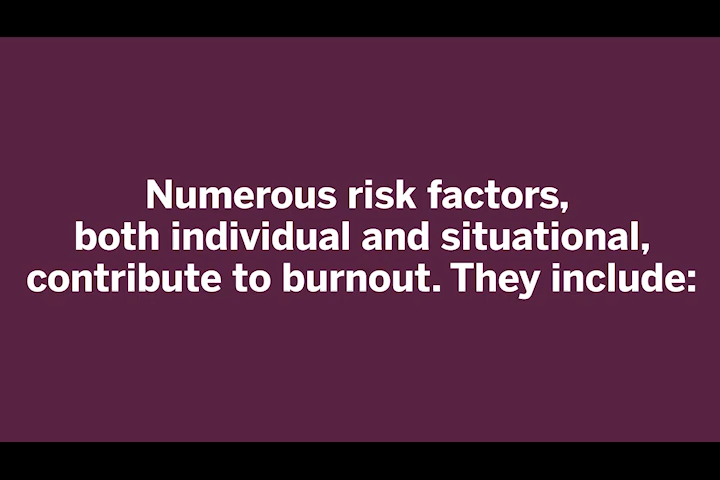 Numerous risk factors,
both individual and situational,
contribute to burnout. They include: